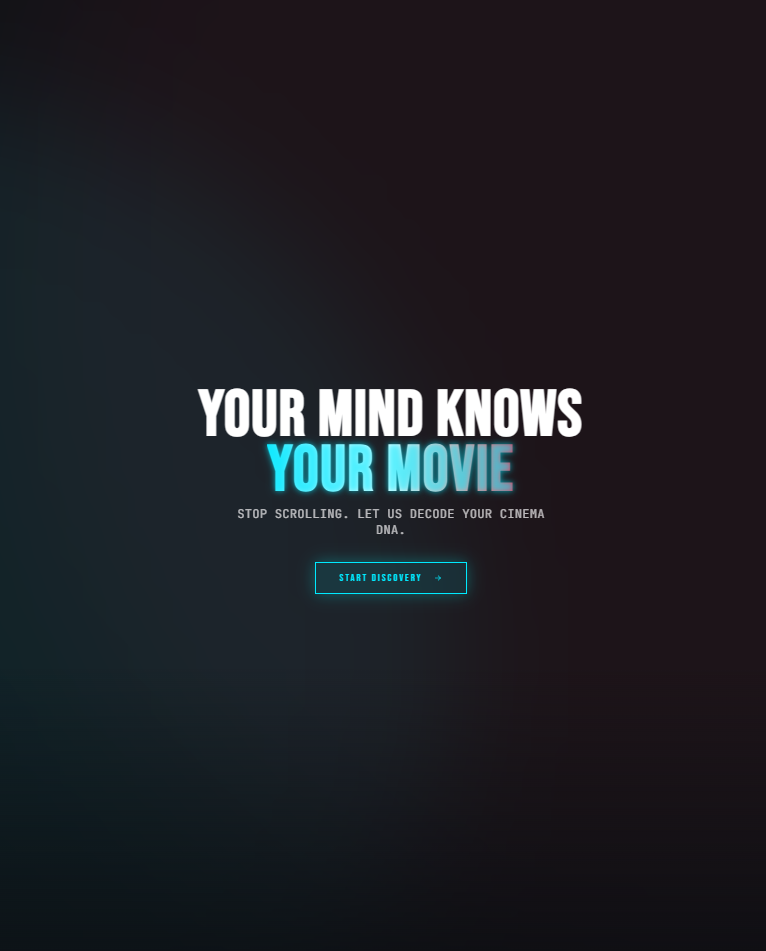 YOUR MIND KNOWS
YOUR MOVIE
STOP SCROLLING. LET US DECODE YOUR CINEMA
DNA.
START DISCOVERY →